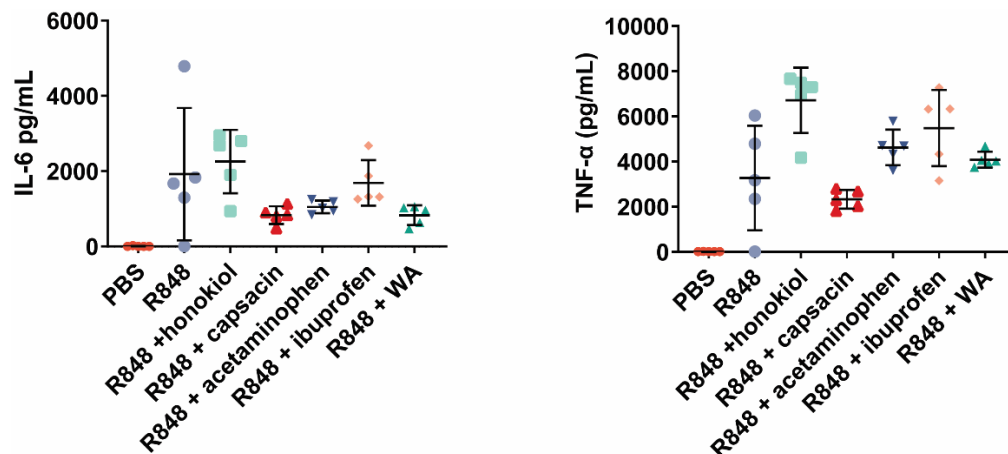 IL-6 pg/mL
6000
4000
2000
0
PBS
R848
R848 +honokiol
R848 + capsacin
R848 + acetaminophen
R848 + ibuprofen
R848 + WA
TNF-α (pg/mL)
10000
8000
6000
4000
2000
0
PBS
R848
R848 +honokiol
R848 + capsacin
R848 + acetaminophen
R848 + ibuprofen
R848 + WA